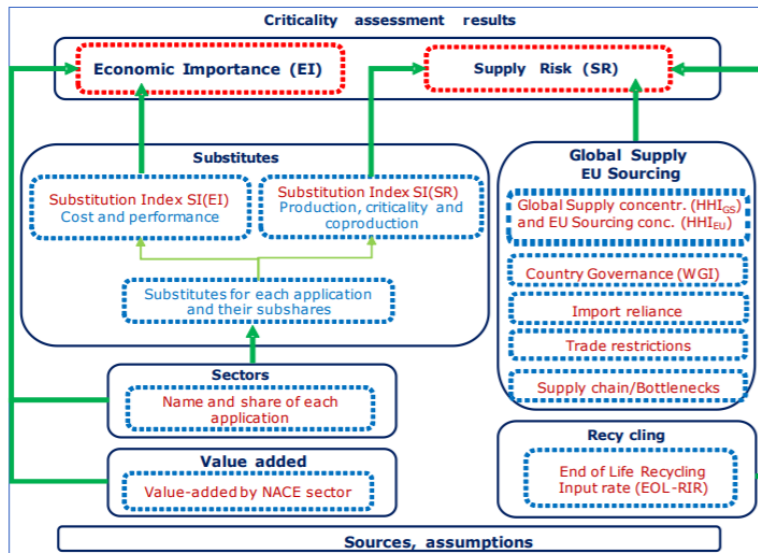 Criticality assessment results
Economic Importance (EI)
Supply Risk (SR)
Substitutes
Substitution Index SI(EI)
Cost and performance
Substitution Index SI(SR)
Production, criticality and
coproduction
Substitutes for each application
and their subshares
Sectors
Name and share of each
application
Value added
Value-added by NACE sector
Global Supply
EU Sourcing
Global Supply concentr. (HHIGS)
and EU Sourcing conc. (HHIEU)
Country Governance (WGI)
Import reliance
Trade restrictions
Supply chain/Bottlenecks
Recycling
End of Life Recycling
Input rate (EOL-RIR)
Sources, assumptions